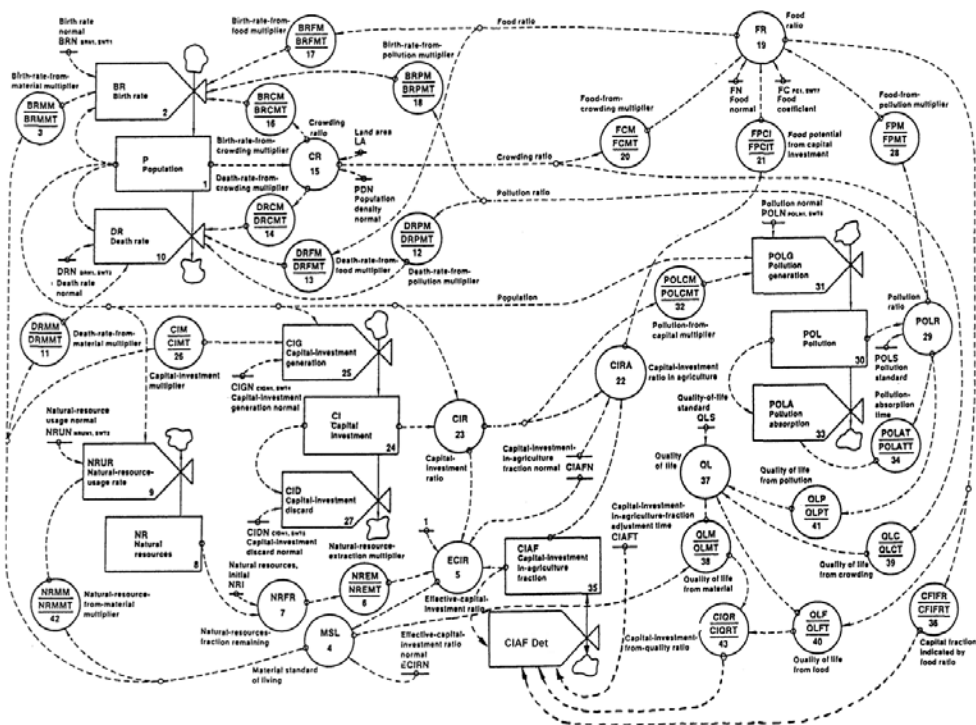 Birth rate
normal
BRN BRN1, SWT1
Birth-rate-from-
food multiplier
BRFM
BRFMT
17
Food ratio
FR
19
Food
ratio
Birth-rate-from-
material multiplier
BRMM
BRMMT
3
BR
Birth rate
2
BRCM
BRCMT
16
Birth-rate-from-
pollution multiplier
BRPM
BRPMT
18
FN
Food
normal
FC
Food
coefficient
Food-from-
crowding multiplier
FCM
FCMT
20
FPCI
FPCIT
21
Food potential
from capital
investment
Food-from-
pollution multiplier
FPM
FPMT
28
P
Population
1
Birth-rate-from-
crowding multiplier
Crowding
ratio
CR
15
Land area
LA
Crowding ratio
Death-rate-from-
crowding multiplier
PDN
Population
density
normal
DRCM
DRCMT
14
DR
Death rate
10
DRN
Death rate
normal
DRFM
DRFMT
13
Death-rate-from-
food multiplier
DRPM
DRPMT
12
Death-rate-from-
pollution multiplier
Pollution ratio
Pollution normal
POLN
POLG
Pollution
generation
31
POLCM
POLCMT
32
Pollution-from-
capital multiplier
Population
Pollution
ratio
POLR
29
POL
Pollution
30
POLS
Pollution
standard
POLA
Pollution
absorption
33
Pollution-
absorption
time
POLAT
POLATT
34
DRMM
DRMMT
11
Death-rate-from-
material multiplier
CIM
CIMT
26
Capital-investment
multiplier
CIG
Capital-investment
generation
25
CIGN
Capital-investment
generation normal
CI
Capital
investment
24
CIR
23
Capital-
investment
ratio
CIRA
22
Capital-investment
ratio in agriculture
Capital-investment-
in-agriculture
fraction normal
CIAFN
CID
Capital-investment
discard
27
CIDN
Capital-investment
discard normal
Natural-resource
usage normal
NRUN
NRUR
Natural-resource-
usage rate
9
NR
Natural
resources
8
Natural resources,
initial
NRI
NRFR
7
Natural-resources-
fraction remaining
Natural-resource-
extraction multiplier
NREM
NREMT
6
1
ECIR
5
Effective-capital-
investment ratio
Effective-capital-
investment ratio
normal
ECIRN
NRMM
NRMMT
42
Natural-resource-
from-material
multiplier
MSL
4
Material standard
of living
CIAF
Capital-investment
in-agriculture
fraction
35
CIAF Det
Capital-investment-
in-agriculture-fraction
adjustment time
CIAFT
Quality-of-life
standard
QLS
Quality
of life
QL
37
QLM
QLMT
38
Quality of life
from material
Quality of life
from pollution
QLP
QLPT
41
QLC
QLCT
39
Quality of life
from crowding
QLF
QLFT
40
Quality of life
from food
CIQR
CIQRT
43
Capital-investment-
from-quality ratio
CFIFR
CFIFRT
36
Capital fraction
indicated by
food ratio